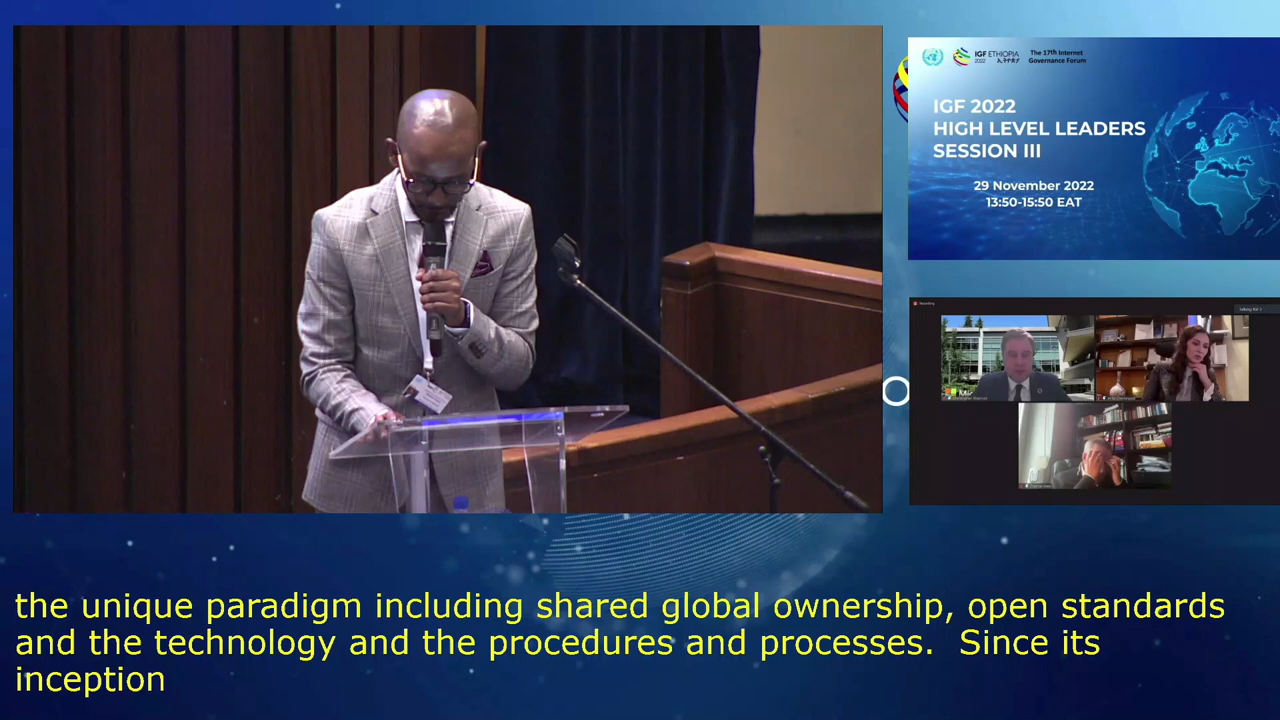 IGF ETHIOPIA
2022 ኢትዮጵያ
The 17th Internet
Governance Forum
IGF 2022
HIGH LEVEL LEADERS
SESSION III
29 November 2022
13:50-15:50 EAT
Recording
the unique paradigm including shared global ownership, open standards
and the technology and the procedures and processes. Since its
inception